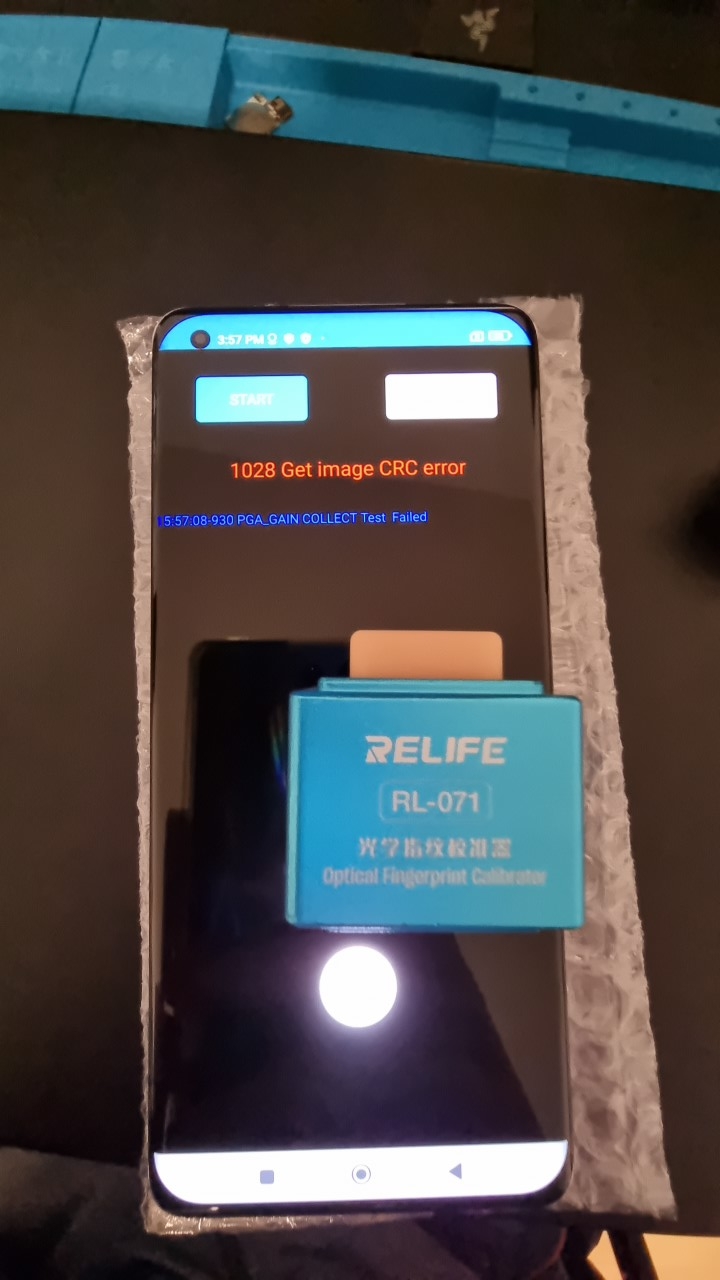 3:57 PM
START
1028 Get image CRC error
15:57:08-930 PGA_GAIN COLLECT Test Failed
RELIFE
RL-071
光学指纹校准器
Optical Fingerprint Calibrator